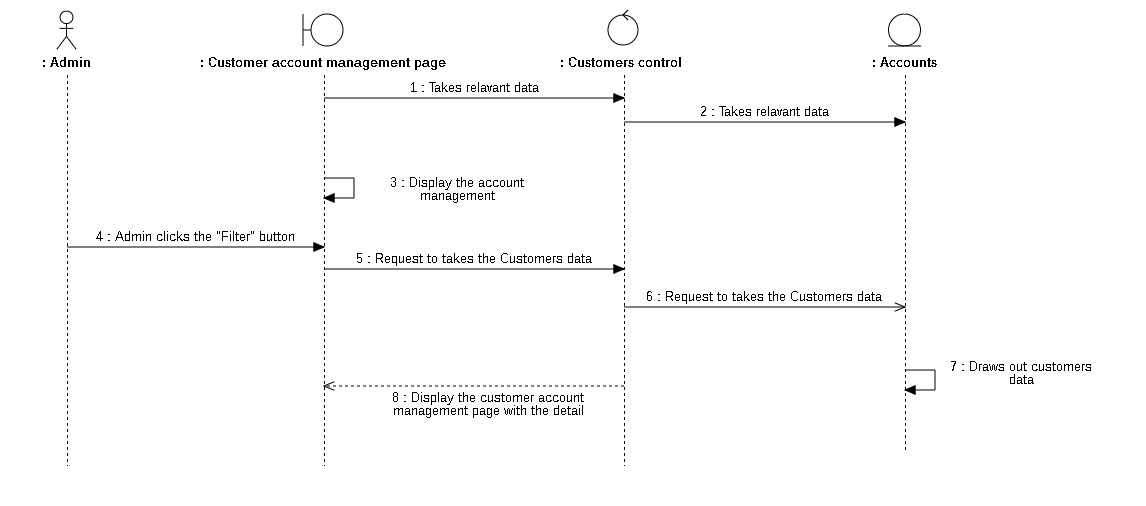 : Admin
: Customer account management page
: Customers control
: Accounts
1 : Takes relavant data
2 : Takes relavant data
3 : Display the account
management
4 : Admin clicks the "Filter" button
5 : Request to takes the Customers data
6 : Request to takes the Customers data
7 : Draws out customers
data
8 : Display the customer account
management page with the detail